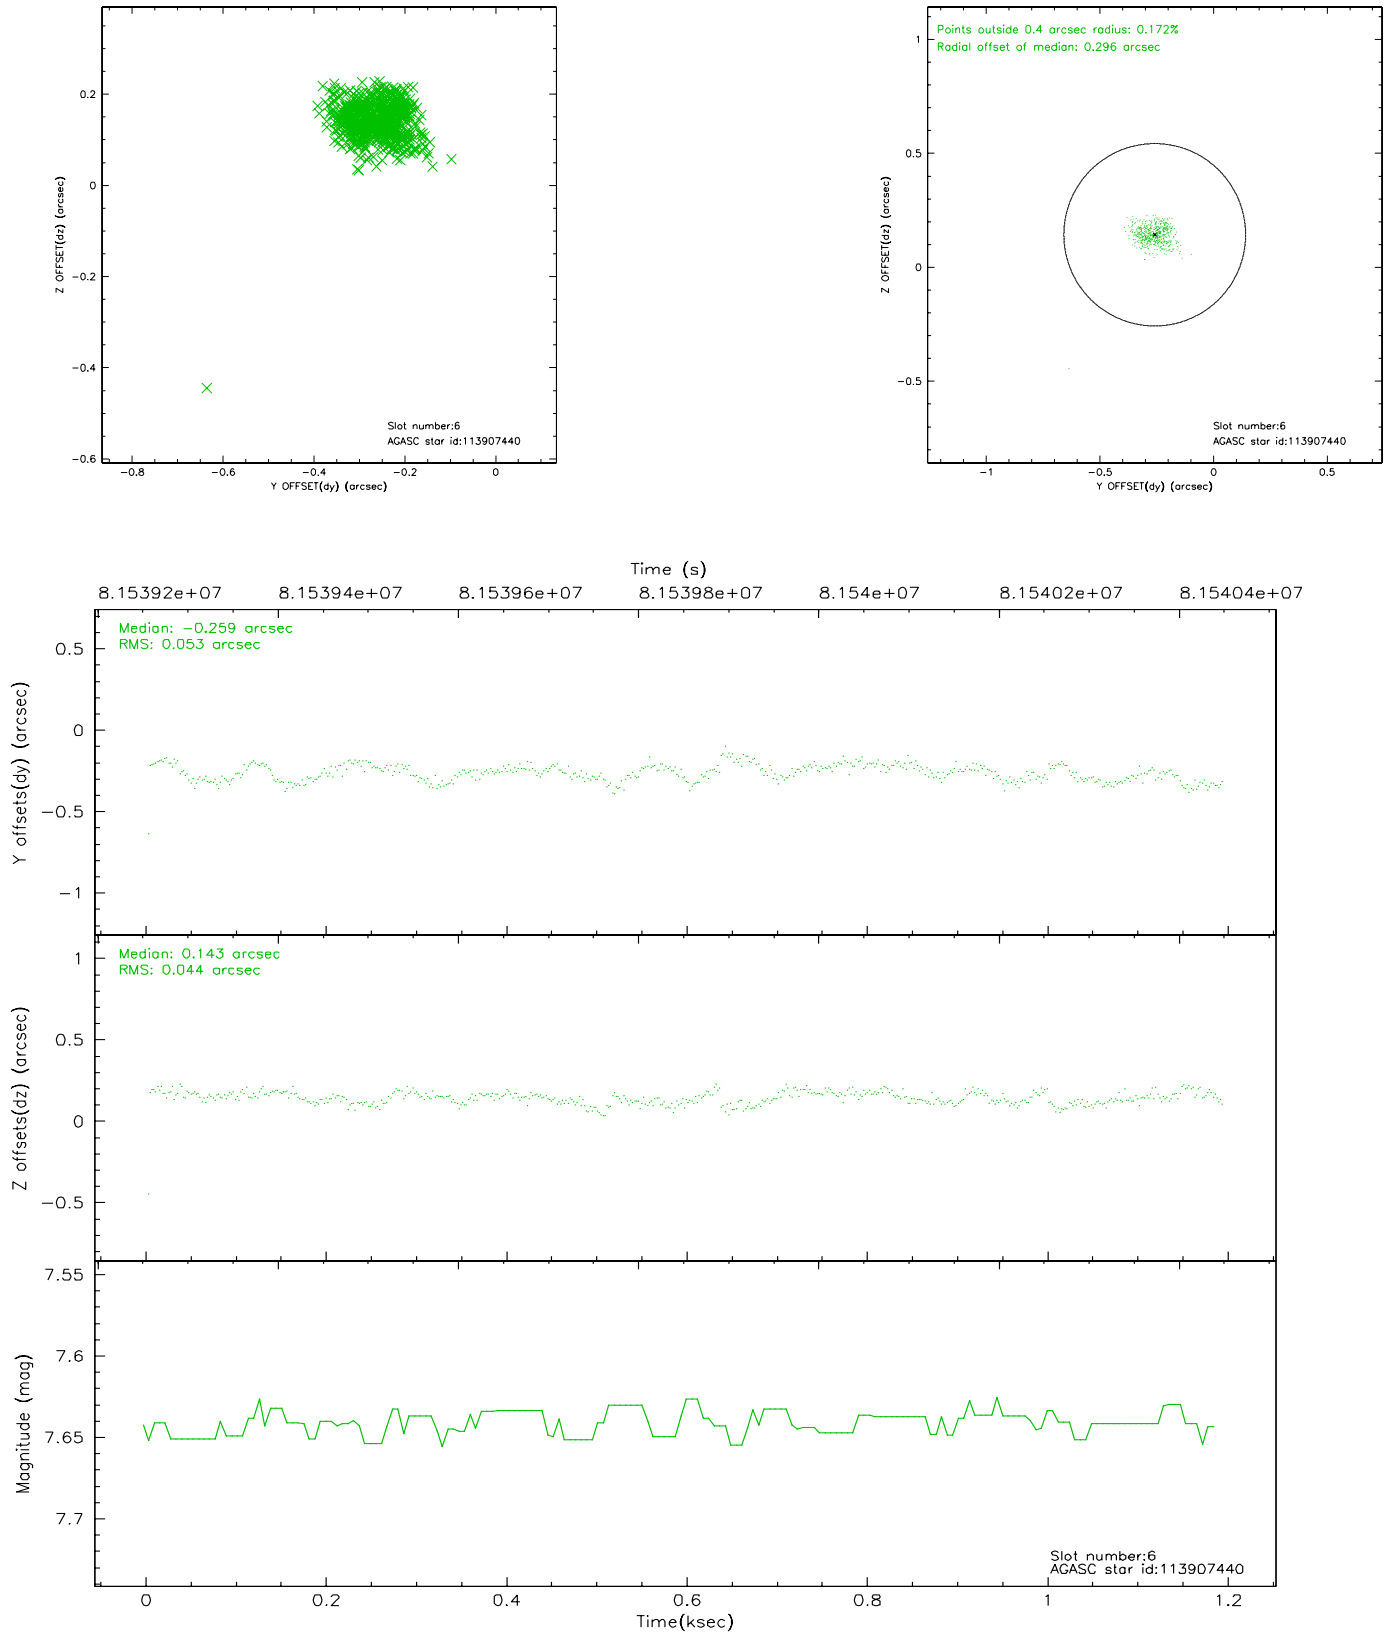 0.2
0
−0.2
−0.4
−0.6
Z OFFSET(dz) (arcsec)
Slot number:6
AGASC star id:113907440
−0.8 −0.6 −0.4 −0.2 0
Y OFFSET(dy) (arcsec)
Points outside 0.4 arcsec radius: 0.172%
Radial offset of median: 0.296 arcsec
1
0.5
0
−0.5
Z OFFSET(dz) (arcsec)
Slot number:6
AGASC star id:113907440
−1 −0.5 0 0.5
Y OFFSET(dy) (arcsec)
Time (s)
8.15392e+07 8.15394e+07 8.15396e+07 8.15398e+07 8.154e+07 8.15402e+07 8.15404e+07
Median: −0.259 arcsec
RMS: 0.053 arcsec
0.5
0
−0.5
−1
Y offsets(dy) (arcsec)
Median: 0.143 arcsec
RMS: 0.044 arcsec
1
0.5
0
−0.5
Z offsets(dz) (arcsec)
7.55
7.6
7.65
7.7
Magnitude (mag)
Slot number:6
AGASC star id:113907440
0 0.2 0.4 0.6 0.8 1 1.2
Time(ksec)